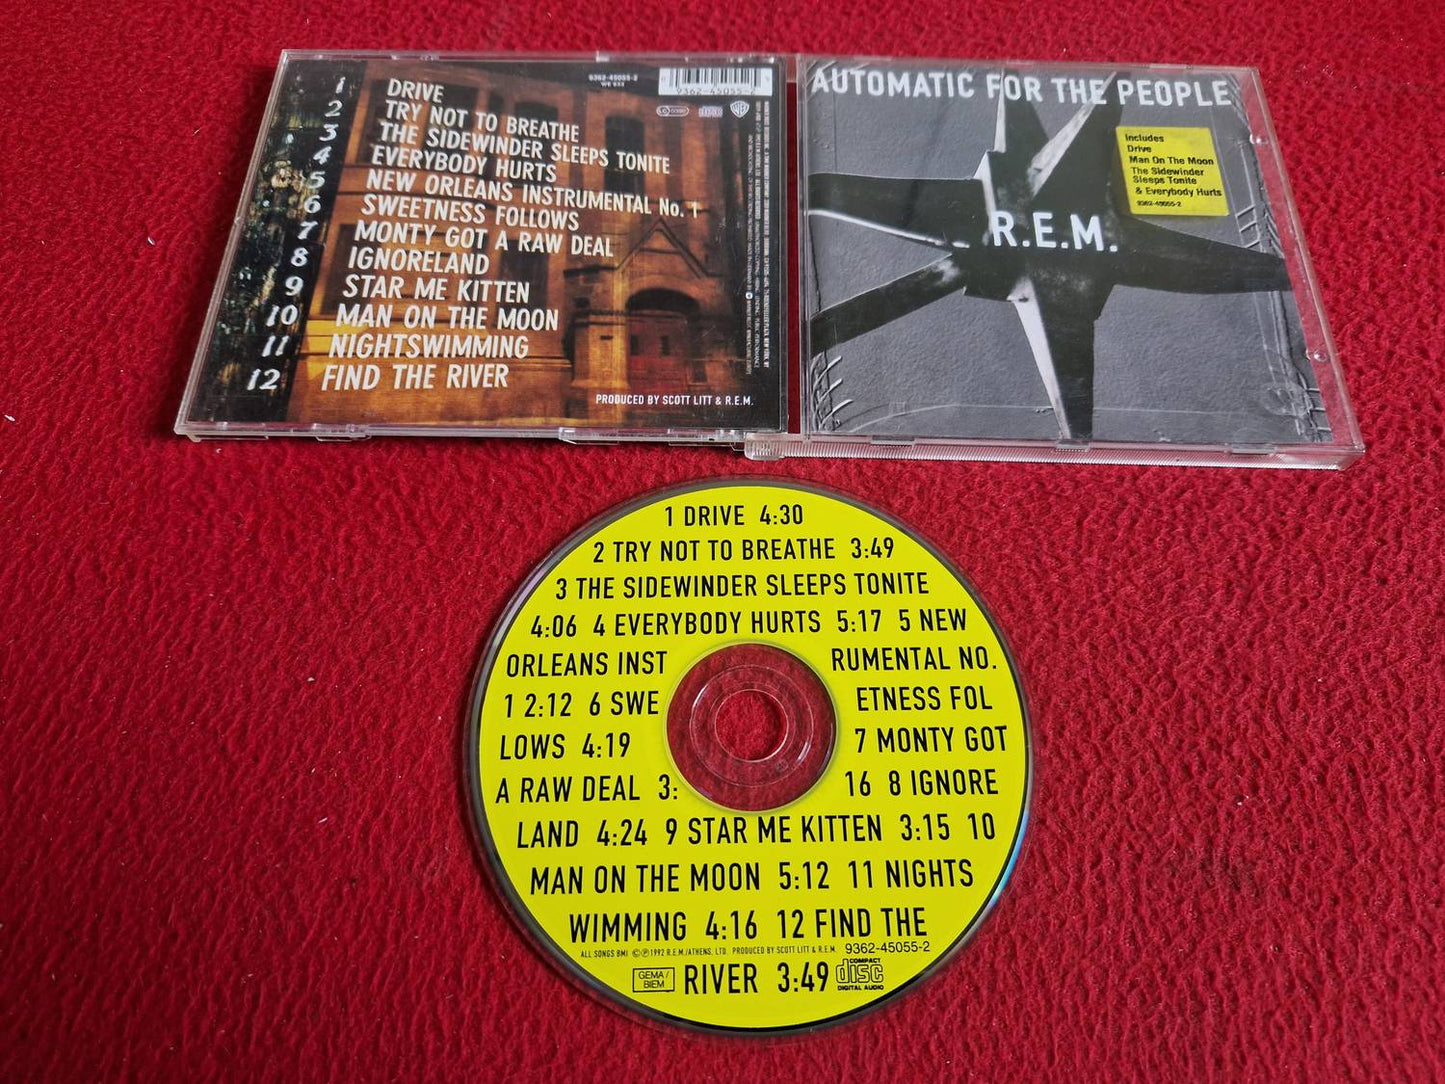 9362-45055-2
WE 833
9362-45055-2
1 DRIVE
2 TRY NOT TO BREATHE
3 THE SIDEWINDER SLEEPS TONITE
4 EVERYBODY HURTS
5 NEW ORLEANS INSTRUMENTAL No. 1
6 SWEETNESS FOLLOWS
7 MONTY GOT A RAW DEAL
8 IGNORELAND
9 STAR ME KITTEN
10 MAN ON THE MOON
11 NIGHTSWIMMING
12 FIND THE RIVER
PRODUCED BY SCOTT LITT & R.E.M.
AUTOMATIC FOR THE PEOPLE
Includes
Drive
Man On The Moon
The Sidewinder
Sleeps Tonite
& Everybody Hurts
9362-45055-2
R.E.M.
1 DRIVE 4:30
2 TRY NOT TO BREATHE 3:49
3 THE SIDEWINDER SLEEPS TONITE
4:06 4 EVERYBODY HURTS 5:17 5 NEW
ORLEANS INST RUMENTAL NO.
1 2:12 6 SWE ETNESS FOL
LOWS 4:19 7 MONTY GOT
A RAW DEAL 3: 16 8 IGNORE
LAND 4:24 9 STAR ME KITTEN 3:15 10
MAN ON THE MOON 5:12 11 NIGHTS
WIMMING 4:16 12 FIND THE
ALL SONGS BMI ©℗1992 R.E.M./ATHENS, LTD. PRODUCED BY SCOTT LITT & R.E.M. 9362-45055-2
GEMA/
BIEM
RIVER 3:49
COMPACT
disc
DIGITAL AUDIO